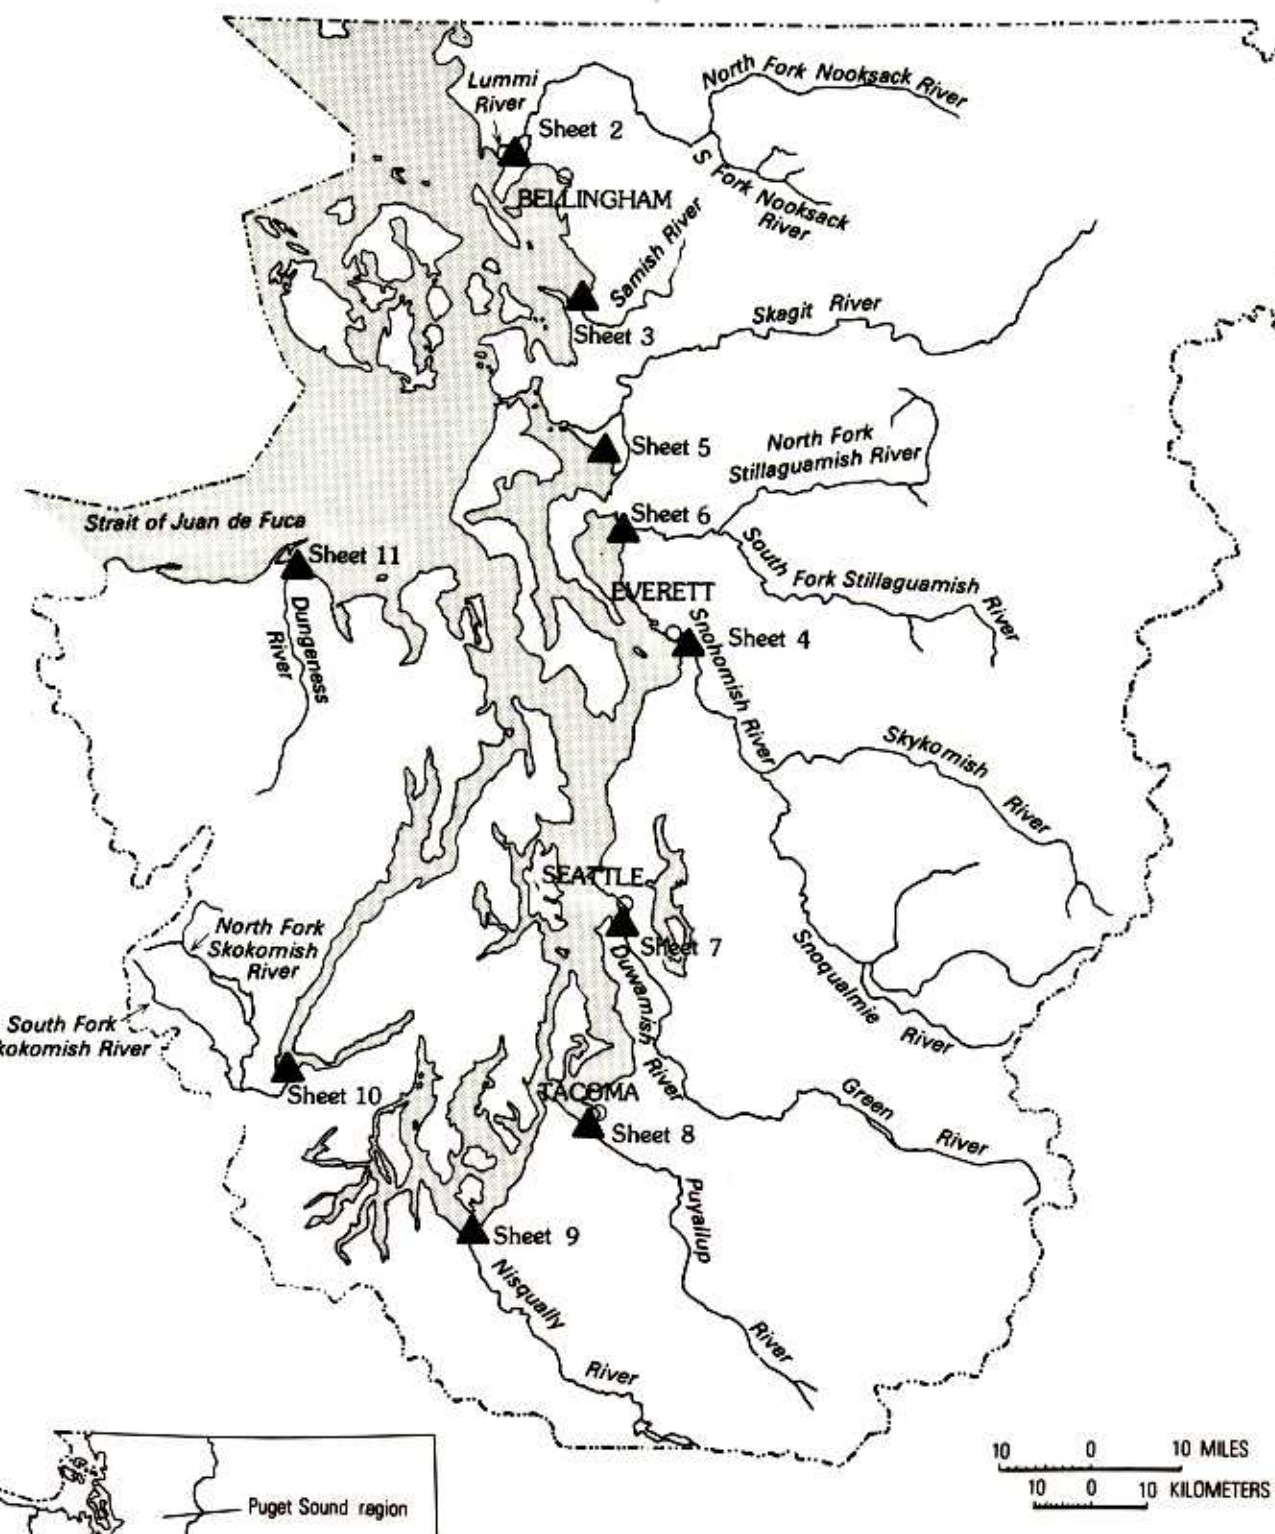 North Fork Nooksack River
Lummi
River
Sheet 2
S Fork Nooksack
River
BELLINGHAM
Samish River
Sheet 3
Skagit River
Sheet 5
North Fork
Stillaguamish River
Sheet 6
Strait of Juan de Fuca
Sheet 11
South Fork Stillaguamish River
EVERETT
Dungeness
River
Sheet 4
Snohomish River
Skykomish River
SEATTLE
Sheet 7
North Fork
Skokomish
River
Duwamish River
Snoqualmie River
South Fork
kokomish River
Sheet 10
TACOMA
Sheet 8
Green River
Puyallup River
Sheet 9
Nisqually River
10 0 10 MILES
10 0 10 KILOMETERS
Puget Sound region